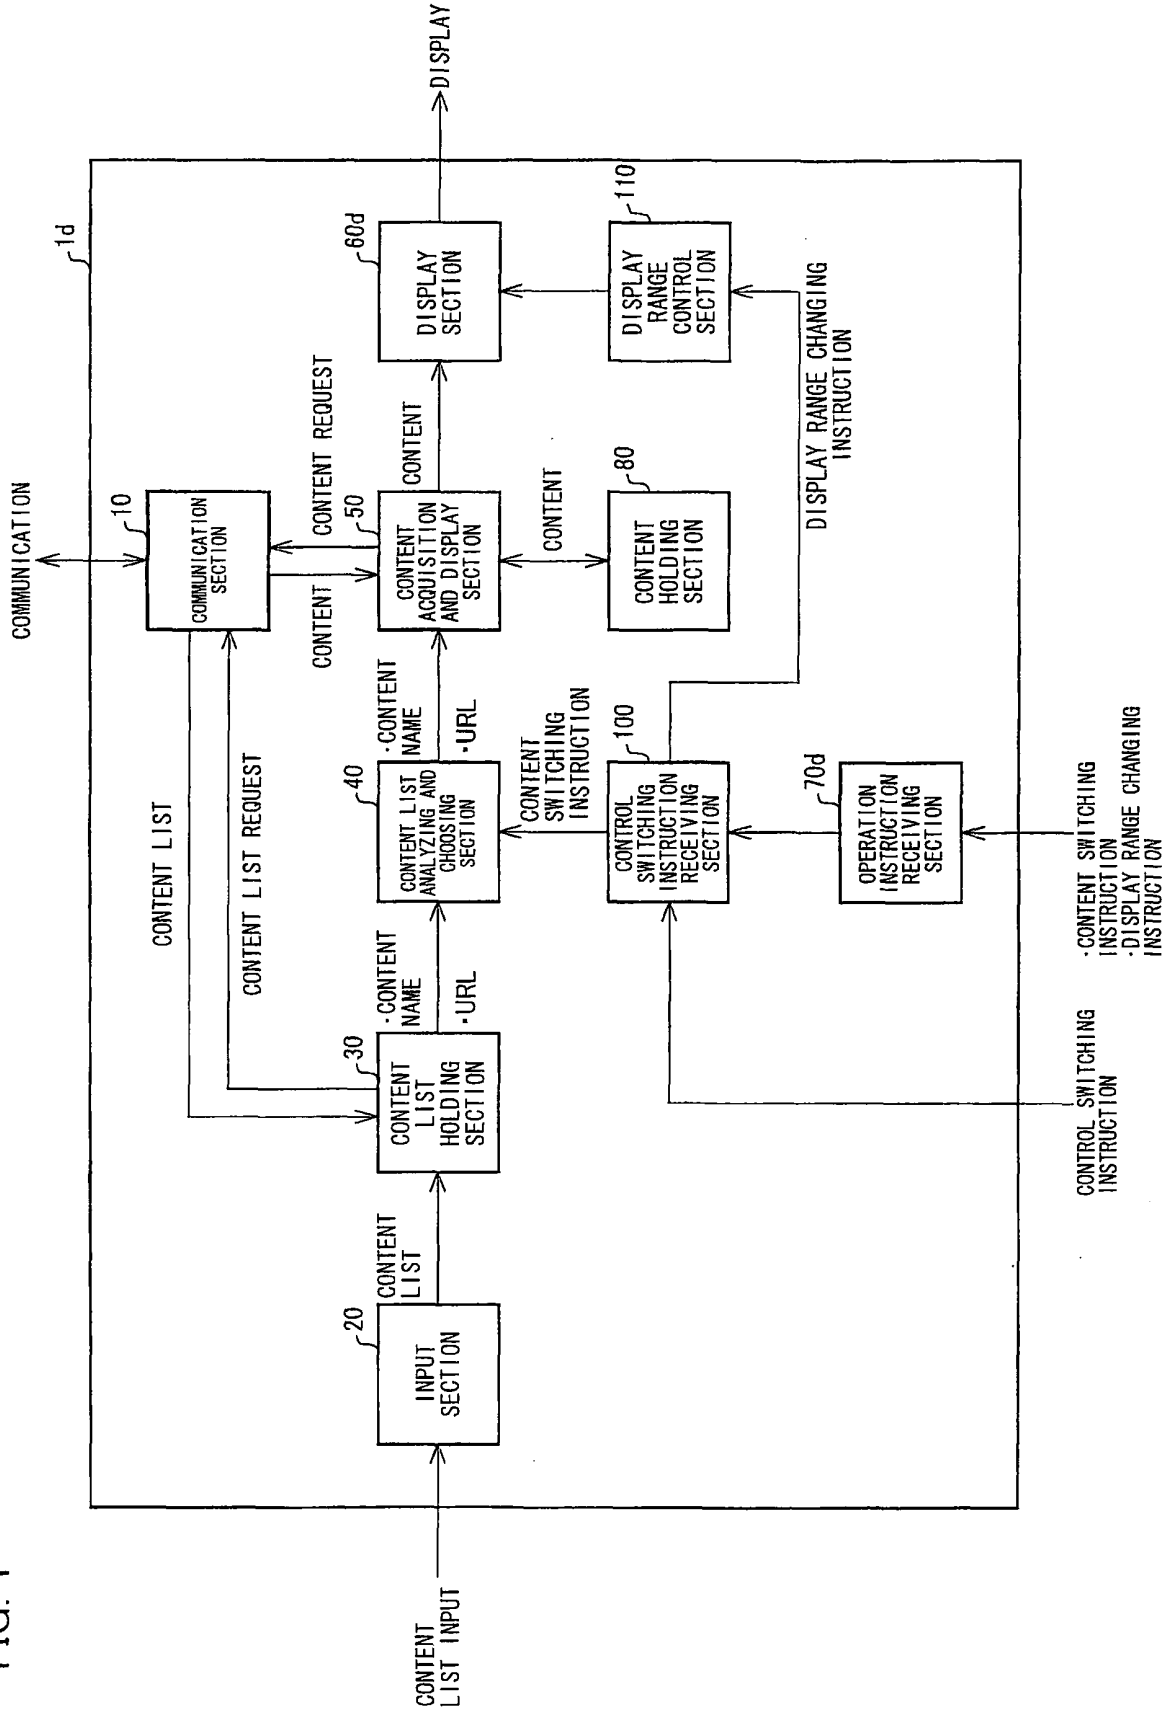 COMMUNICATION
1d
CONTENT LIST
CONTENT LIST REQUEST
10
COMMUNICATION
SECTION
CONTENT
CONTENT REQUEST
CONTENT
LIST INPUT
20
INPUT
SECTION
CONTENT
LIST
30
CONTENT
LIST
HOLDING
SECTION
·CONTENT
NAME
·URL
40
CONTENT LIST
ANALYZING AND
CHOOSING
SECTION
·CONTENT
NAME
·URL
50
CONTENT
ACQUISITION
AND DISPLAY
SECTION
CONTENT
60d
DISPLAY
SECTION
DISPLAY
CONTENT
SWITCHING
INSTRUCTION
CONTENT
100
CONTROL
SWITCHING
INSTRUCTION
RECEIVING
SECTION
80
CONTENT
HOLDING
SECTION
110
DISPLAY
RANGE
CONTROL
SECTION
DISPLAY RANGE CHANGING
INSTRUCTION
70d
OPERATION
INSTRUCTION
RECEIVING
SECTION
CONTROL SWITCHING
INSTRUCTION
·CONTENT SWITCHING
INSTRUCTION
·DISPLAY RANGE CHANGING
INSTRUCTION